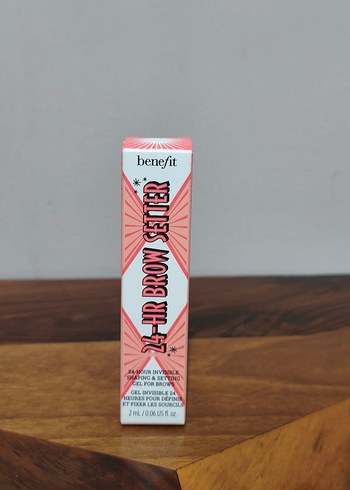 benefit
24-HR BROW SETTER
24-HOUR INVISIBLE
SHAPING & SETTING
GEL FOR BROWS
GEL INVISIBLE 24
HEURES POUR DÉFINIR
ET FIXER LES SOURCILS
2 mL / 0.06 US fl. oz.